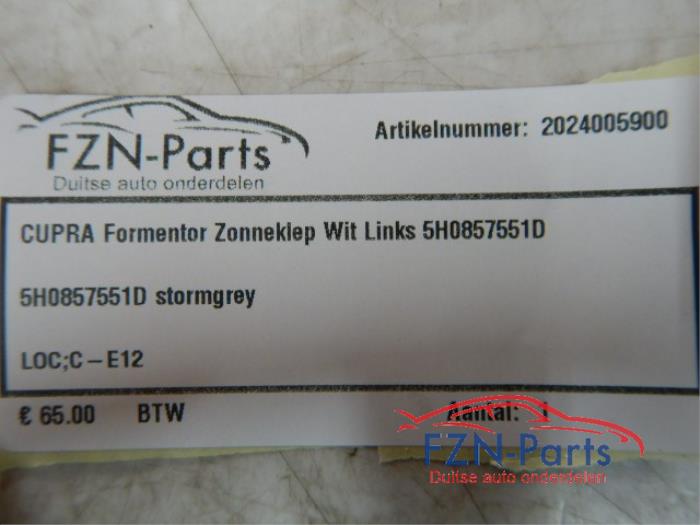 FZN-Parts
Duitse auto onderdelen
Artikelnummer: 2024005900
CUPRA Formentor Zonneklep Wit Links 5H0857551D
5H0857551D stormgrey
LOC;C-E12
€ 65.00 BTW Aantal: 1
FZN-Parts
Duitse auto onderdelen